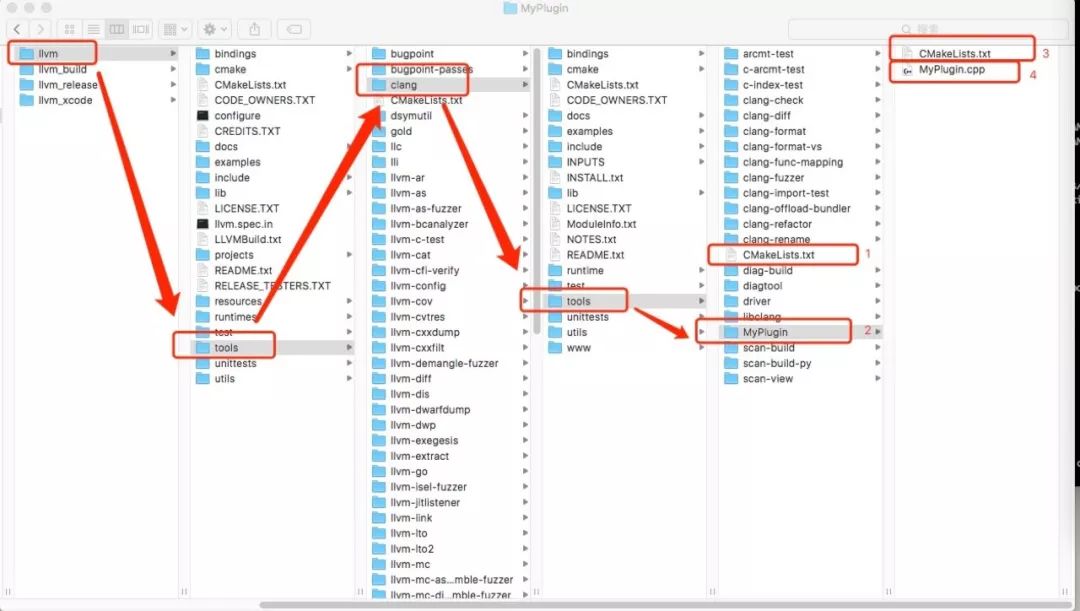 MyPlugin
搜索
llvm
llvm_build
llvm_release
llvm_xcode
bindings
cmake
CMakeLists.txt
CODE_OWNERS.TXT
configure
CREDITS.TXT
docs
examples
include
lib
LICENSE.TXT
llvm.spec.in
LLVMBuild.txt
projects
README.txt
RELEASE_TESTERS.TXT
resources
runtimes
test
tools
unittests
utils
bugpoint
bugpoint-passes
clang
CMakeLists.txt
dsymutil
gold
llc
lli
llvm-ar
llvm-as
llvm-as-fuzzer
llvm-bcanalyzer
llvm-c-test
llvm-cat
llvm-cfi-verify
llvm-config
llvm-cov
llvm-cvtres
llvm-cxxdump
llvm-cxxfilt
llvm-demangle-fuzzer
llvm-diff
llvm-dis
llvm-dwarfdump
llvm-dwp
llvm-exegesis
llvm-extract
llvm-go
llvm-isel-fuzzer
llvm-jitlistener
llvm-link
llvm-lto
llvm-lto2
llvm-mc
llvm-mc-as...mble-fuzzer
llvm-mc-di...mble-fuzzer
bindings
cmake
CMakeLists.txt
CODE_OWNERS.TXT
docs
examples
include
INPUTS
INSTALL.txt
lib
LICENSE.TXT
ModuleInfo.txt
NOTES.txt
README.txt
runtime
test
tools
unittests
utils
www
arcmt-test
c-arcmt-test
c-index-test
clang-check
clang-diff
clang-format
clang-format-vs
clang-func-mapping
clang-fuzzer
clang-import-test
clang-offload-bundler
clang-refactor
clang-rename
CMakeLists.txt 1
diag-build
diagtool
driver
libclang
MyPlugin 2
scan-build
scan-build-py
scan-view
CMakeLists.txt 3
MyPlugin.cpp 4